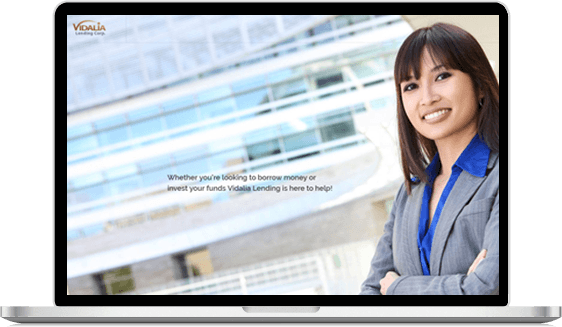 VIDALIA
Lending Corp.
Whether you're looking to borrow money or
invest your funds Vidalia Lending is here to help!